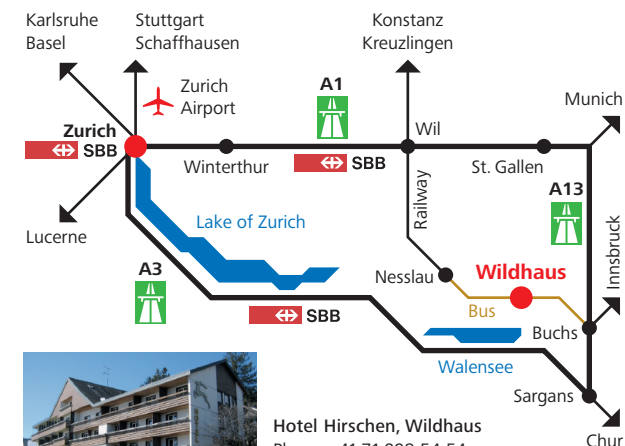 Karlsruhe
Basel
Stuttgart
Schaffhausen
Konstanz
Kreuzlingen
Zurich
Airport
A1
Munich
Zurich
SBB
Winterthur
SBB
Wil
St. Gallen
A13
Railway
Lake of Zurich
Lucerne
Innsbruck
A3
Nesslau
Wildhaus
Bus
SBB
Buchs
Walensee
Sargans
Hotel Hirschen, Wildhaus
Chur